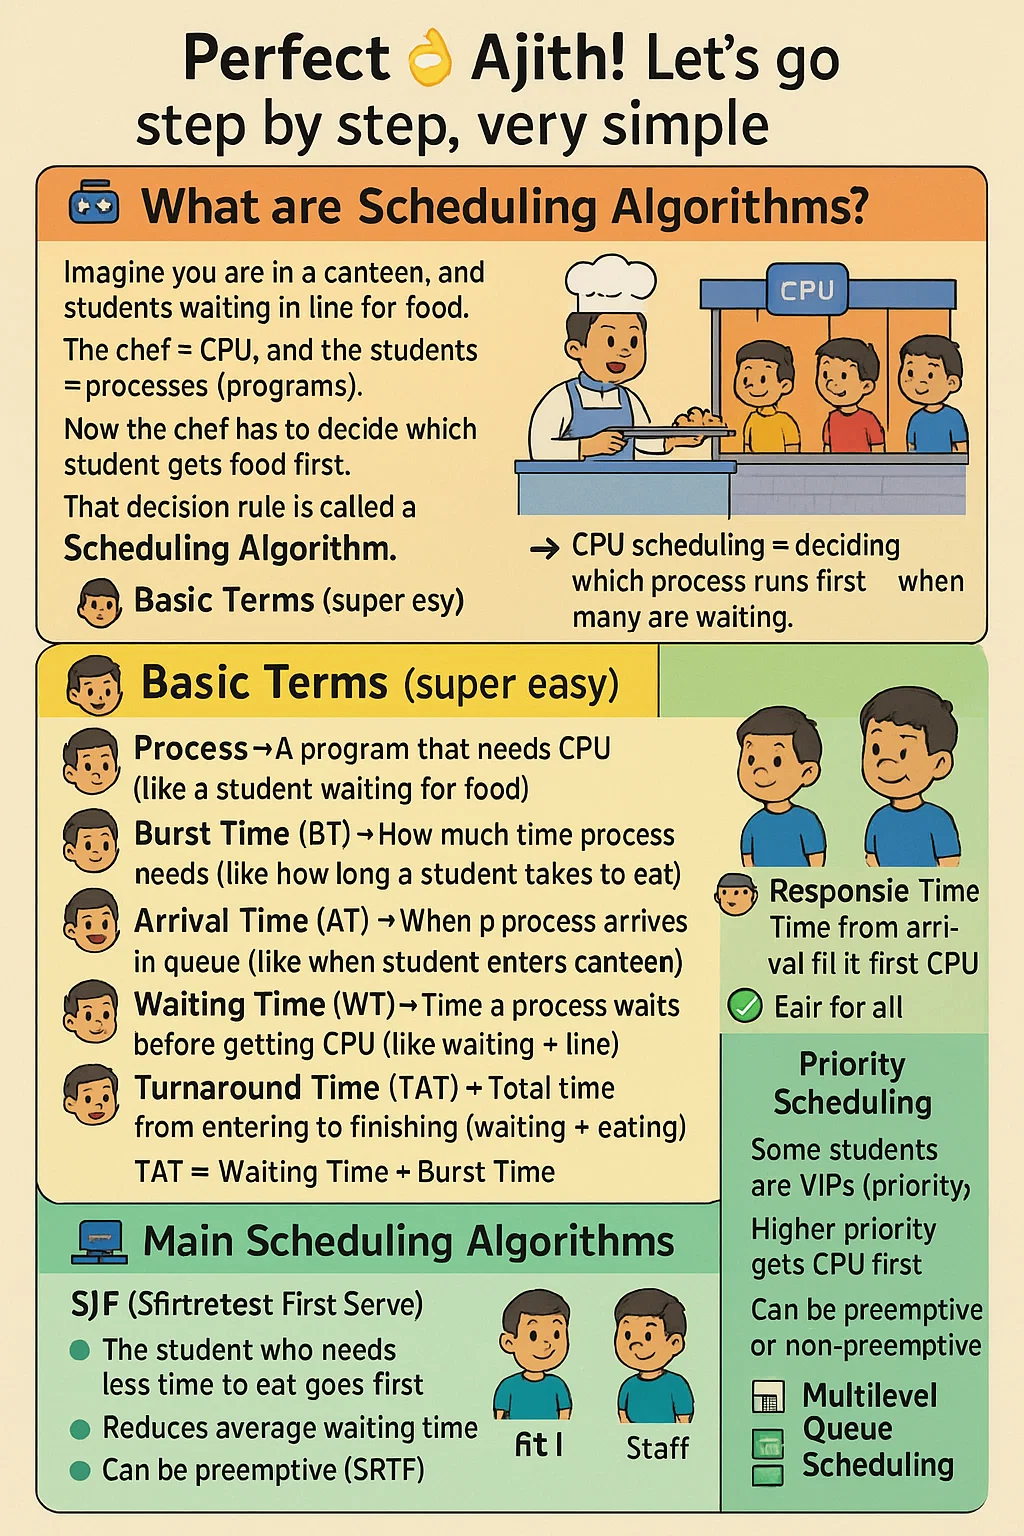 Perfect 👌 Ajith! Let's go
step by step, very simple
What are Scheduling Algorithms?
Imagine you are in a canteen, and
students waiting in line for food.
The chef = CPU, and the students
= processes (programs).
Now the chef has to decide which
student gets food first.
That decision rule is called a
Scheduling Algorithm.
Basic Terms (super esy)
CPU
→ CPU scheduling = deciding
which process runs first when
many are waiting.
Basic Terms (super easy)
Process → A program that needs CPU
(like a student waiting for food)
Burst Time (BT) → How much time process
needs (like how long a student takes to eat)
Arrival Time (AT) → When p process arrives
in queue (like when student enters canteen)
Waiting Time (WT) → Time a process waits
before getting CPU (like waiting + line)
Turnaround Time (TAT) + Total time
from entering to finishing (waiting + eating)
TAT = Waiting Time + Burst Time
Responsie Time
Time from arri-
val fil it first CPU
Eair for all
Priority
Scheduling
Some students
are VIPs (priority,
Higher priority
gets CPU first
Can be preemptive
or non-preemptive
Multilevel
Queue
Scheduling
Main Scheduling Algorithms
SJF (Sfirtretest First Serve)
The student who needs
less time to eat goes first
Reduces average waiting time
Can be preemptive (SRTF)
fit l
Staff